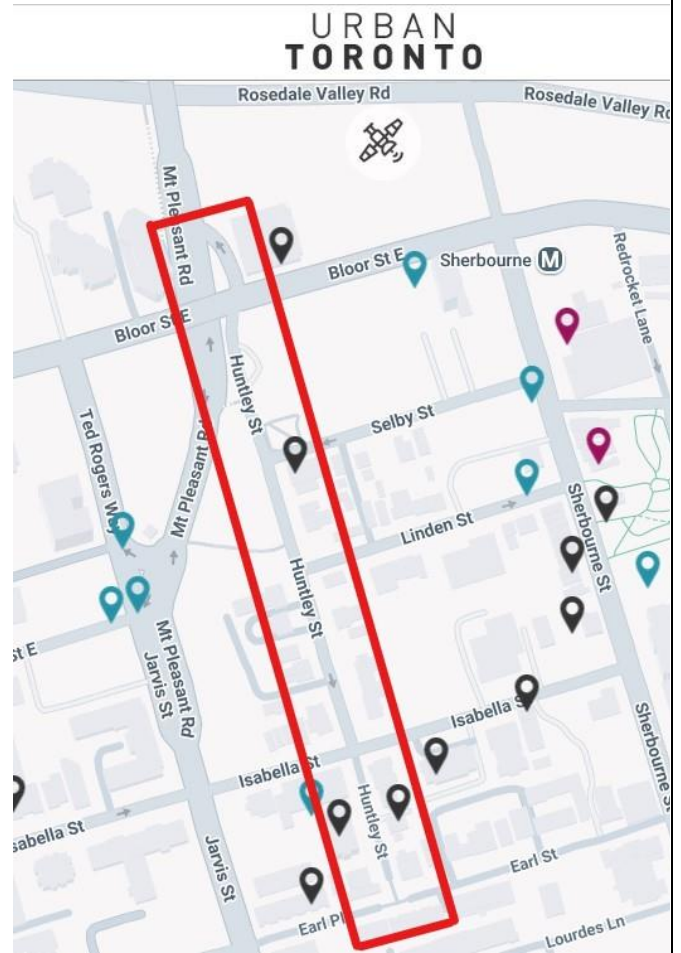 URBAN
TORONTO
Rosedale Valley Rd
Rosedale Valley Rd
Mt Pleasant Rd
Redrocket Lane
Sherbourne M
Bloor St E
Bloor St E
Huntley St
Selby St
Ted Rogers Way
Mt Pleasant Rd
Sherbourne St
Linden St
Huntley St
St E
Mt Pleasant Rd
Jarvis St
Isabella St
Sherbourne St
Isabella St
Huntley St
sabella St
Jarvis St
Earl St
Earl Pl
Lourdes Ln